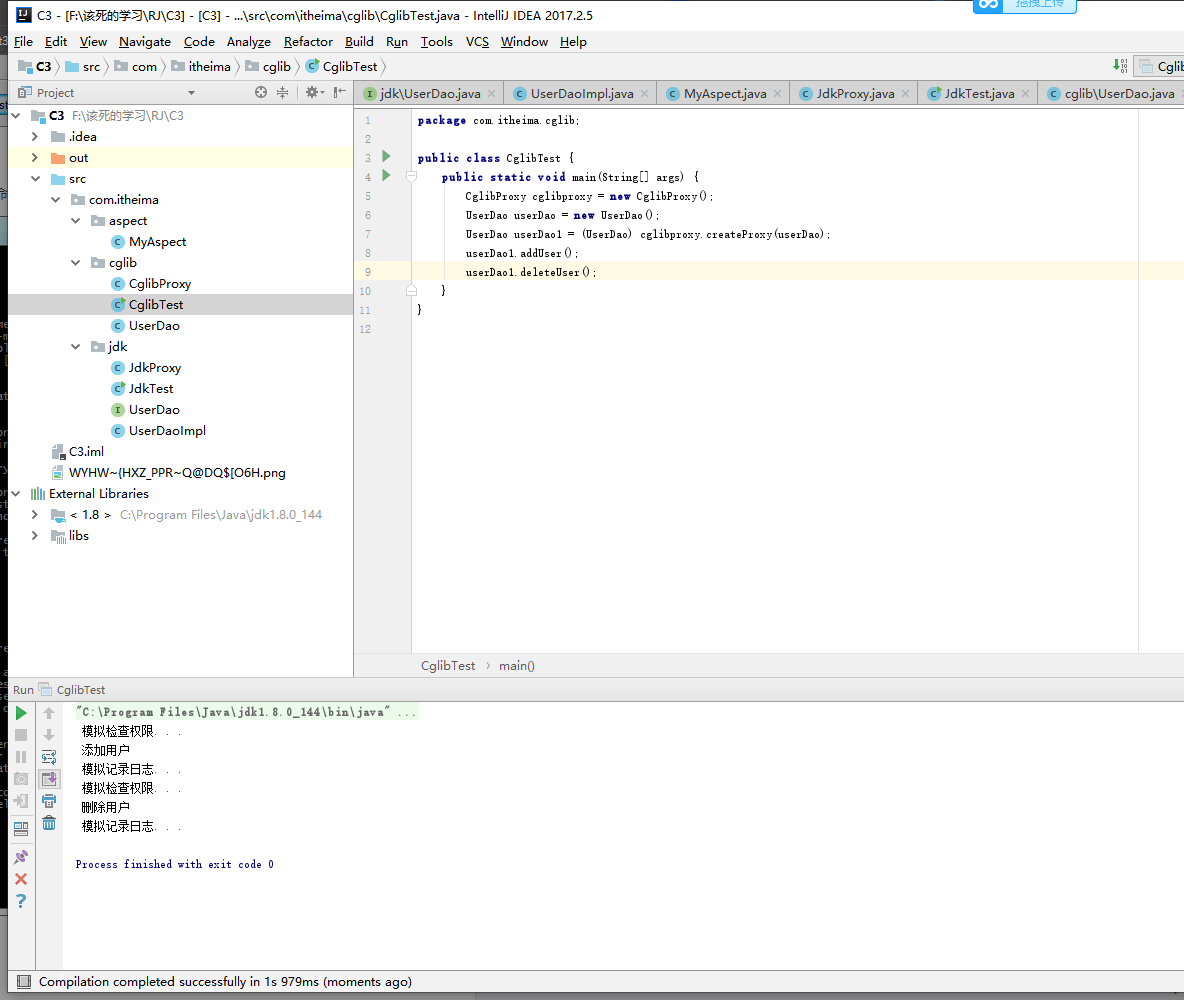 C3 - [F:\该死的学习\RJ\C3] - [C3] - ...\src\com\itheima\cglib\CglibTest.java - IntelliJ IDEA 2017.2.5
拖拽上传
File Edit View Navigate Code Analyze Refactor Build Run Tools VCS Window Help
C3 src com itheima cglib CglibTest
Project
jdk\UserDao.java UserDaoImpl.java MyAspect.java JdkProxy.java JdkTest.java cglib\UserDao.java
C3 F:\该死的学习\RJ\C3
.idea
out
src
com.itheima
aspect
MyAspect
cglib
CglibProxy
CglibTest
UserDao
jdk
JdkProxy
JdkTest
UserDao
UserDaoImpl
C3.iml
WYHW~{HXZ_PPR~Q@DQ$[O6H.png
External Libraries
< 1.8 > C:\Program Files\Java\jdk1.8.0_144
libs
1 package com.itheima.cglib;
2
3 public class CglibTest {
4 public static void main(String[] args) {
5 CglibProxy cglibproxy = new CglibProxy();
6 UserDao userDao = new UserDao();
7 UserDao userDao1 = (UserDao) cglibproxy.createProxy(userDao);
8 userDao1.addUser();
9 userDao1.deleteUser();
10 }
11 }
12
CglibTest › main()
Run CglibTest
"C:\Program Files\Java\jdk1.8.0_144\bin\java" ...
模拟检查权限. . .
添加用户
模拟记录日志. . .
模拟检查权限. . .
删除用户
模拟记录日志. . .
Process finished with exit code 0
Compilation completed successfully in 1s 979ms (moments ago)